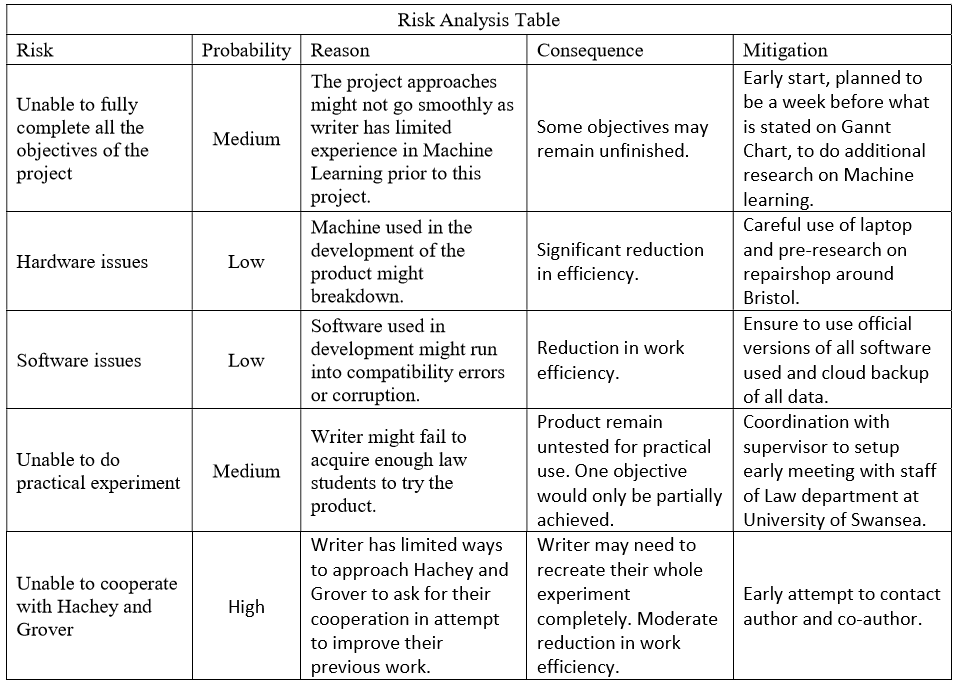 Risk Analysis Table
Risk
Probability
Reason
Consequence
Mitigation
Unable to fully
complete all the
objectives of the
project
Medium
The project approaches
might not go smoothly as
writer has limited
experience in Machine
Learning prior to this
project.
Some objectives may
remain unfinished.
Early start, planned to
be a week before what
is stated on Gannt
Chart, to do additional
research on Machine
learning.
Hardware issues
Low
Machine used in the
development of the
product might
breakdown.
Significant reduction
in efficiency.
Careful use of laptop
and pre-research on
repairshop around
Bristol.
Software issues
Low
Software used in
development might run
into compatibility errors
or corruption.
Reduction in work
efficiency.
Ensure to use official
versions of all software
used and cloud backup
of all data.
Unable to do
practical experiment
Medium
Writer might fail to
acquire enough law
students to try the
product.
Product remain
untested for practical
use. One objective
would only be partially
achieved.
Coordination with
supervisor to setup
early meeting with staff
of Law department at
University of Swansea.
Unable to cooperate
with Hachey and
Grover
High
Writer has limited ways
to approach Hachey and
Grover to ask for their
cooperation in attempt
to improve their
previous work.
Writer may need to
recreate their whole
experiment
completely. Moderate
reduction in work
efficiency.
Early attempt to contact
author and co-author.